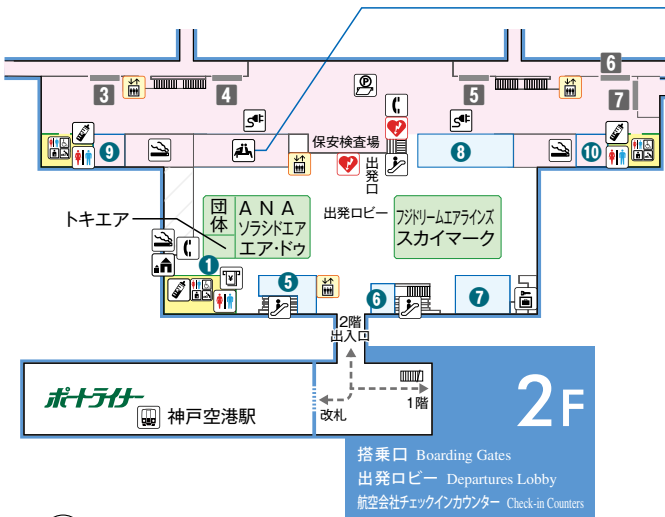 6
3
4
5
7
保安検査場
9
8
10
出発口
団体
ANA
ソラシドエア
エア・ドゥ
トキエア
出発ロビー
フジドリームエアラインズ
スカイマーク
1
5
6
7
2階
出入口
ポートライナー
神戸空港駅
改札
1階
2F
搭乗口 Boarding Gates
出発ロビー Departures Lobby
航空会社チェックインカウンター Check-in Counters